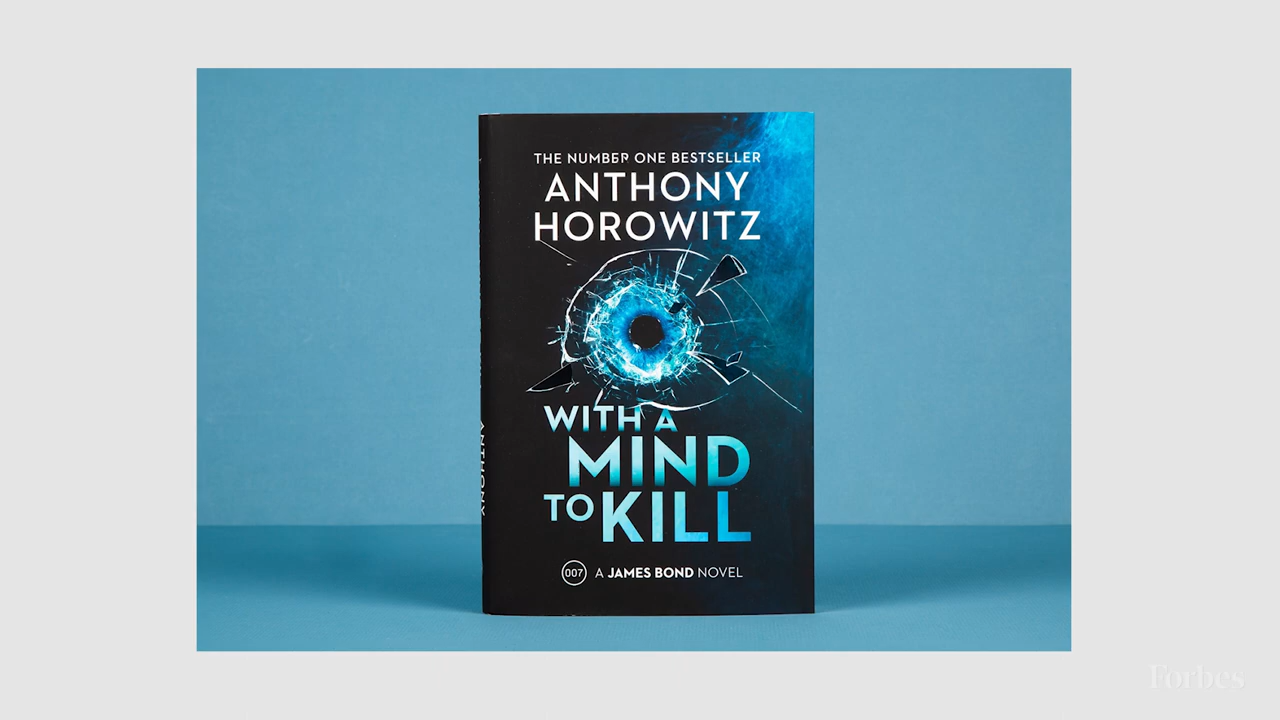 THE NUMBER ONE BESTSELLER
ANTHONY
HOROWITZ
WITH A
MIND
TO KILL
007 A JAMES BOND NOVEL
ANTHONY
Forbes